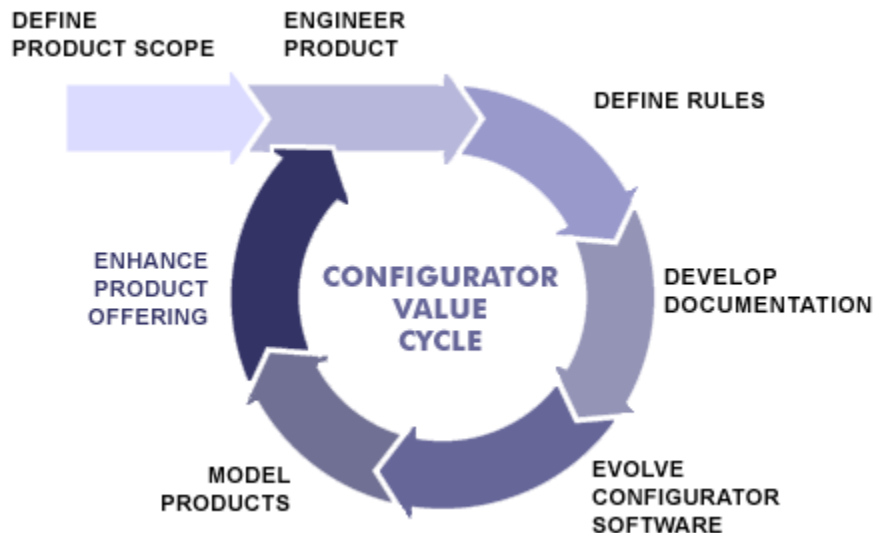 DEFINE
PRODUCT SCOPE
ENGINEER
PRODUCT
DEFINE RULES
DEVELOP
DOCUMENTATION
EVOLVE
CONFIGURATOR
SOFTWARE
MODEL
PRODUCTS
ENHANCE
PRODUCT
OFFERING
CONFIGURATOR
VALUE
CYCLE